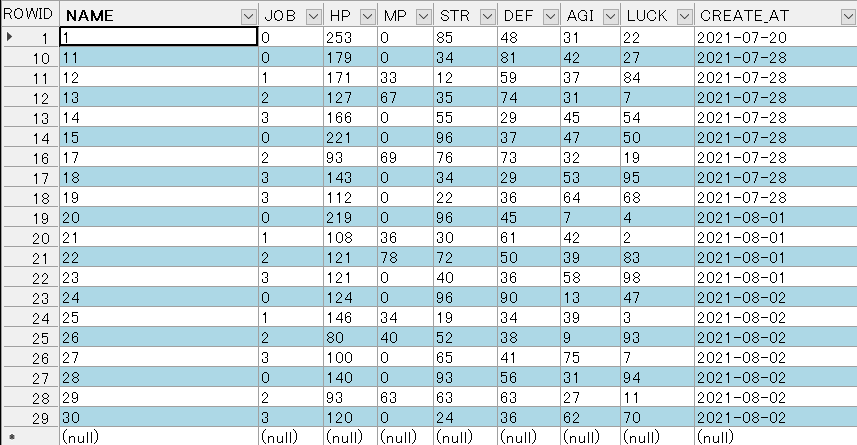 ROWID NAME JOB HP MP STR DEF AGI LUCK CREATE_AT
1 1 0 253 0 85 48 31 22 2021-07-20
10 11 0 179 0 34 81 42 27 2021-07-28
11 12 1 171 33 12 59 37 84 2021-07-28
12 13 2 127 67 35 74 31 7 2021-07-28
13 14 3 166 0 55 29 45 54 2021-07-28
14 15 0 221 0 96 37 47 50 2021-07-28
16 17 2 93 69 76 73 32 19 2021-07-28
17 18 3 143 0 34 29 53 95 2021-07-28
18 19 3 112 0 22 36 64 68 2021-07-28
19 20 0 219 0 96 45 7 4 2021-08-01
20 21 1 108 36 30 61 42 2 2021-08-01
21 22 2 121 78 72 50 39 83 2021-08-01
22 23 3 121 0 40 36 58 98 2021-08-01
23 24 0 124 0 96 90 13 47 2021-08-02
24 25 1 146 34 19 34 39 3 2021-08-02
25 26 2 80 40 52 38 9 93 2021-08-02
26 27 3 100 0 65 41 75 7 2021-08-02
27 28 0 140 0 93 56 31 94 2021-08-02
28 29 2 93 63 63 63 27 11 2021-08-02
29 30 3 120 0 24 36 62 70 2021-08-02
(null) (null) (null) (null) (null) (null) (null) (null) (null)